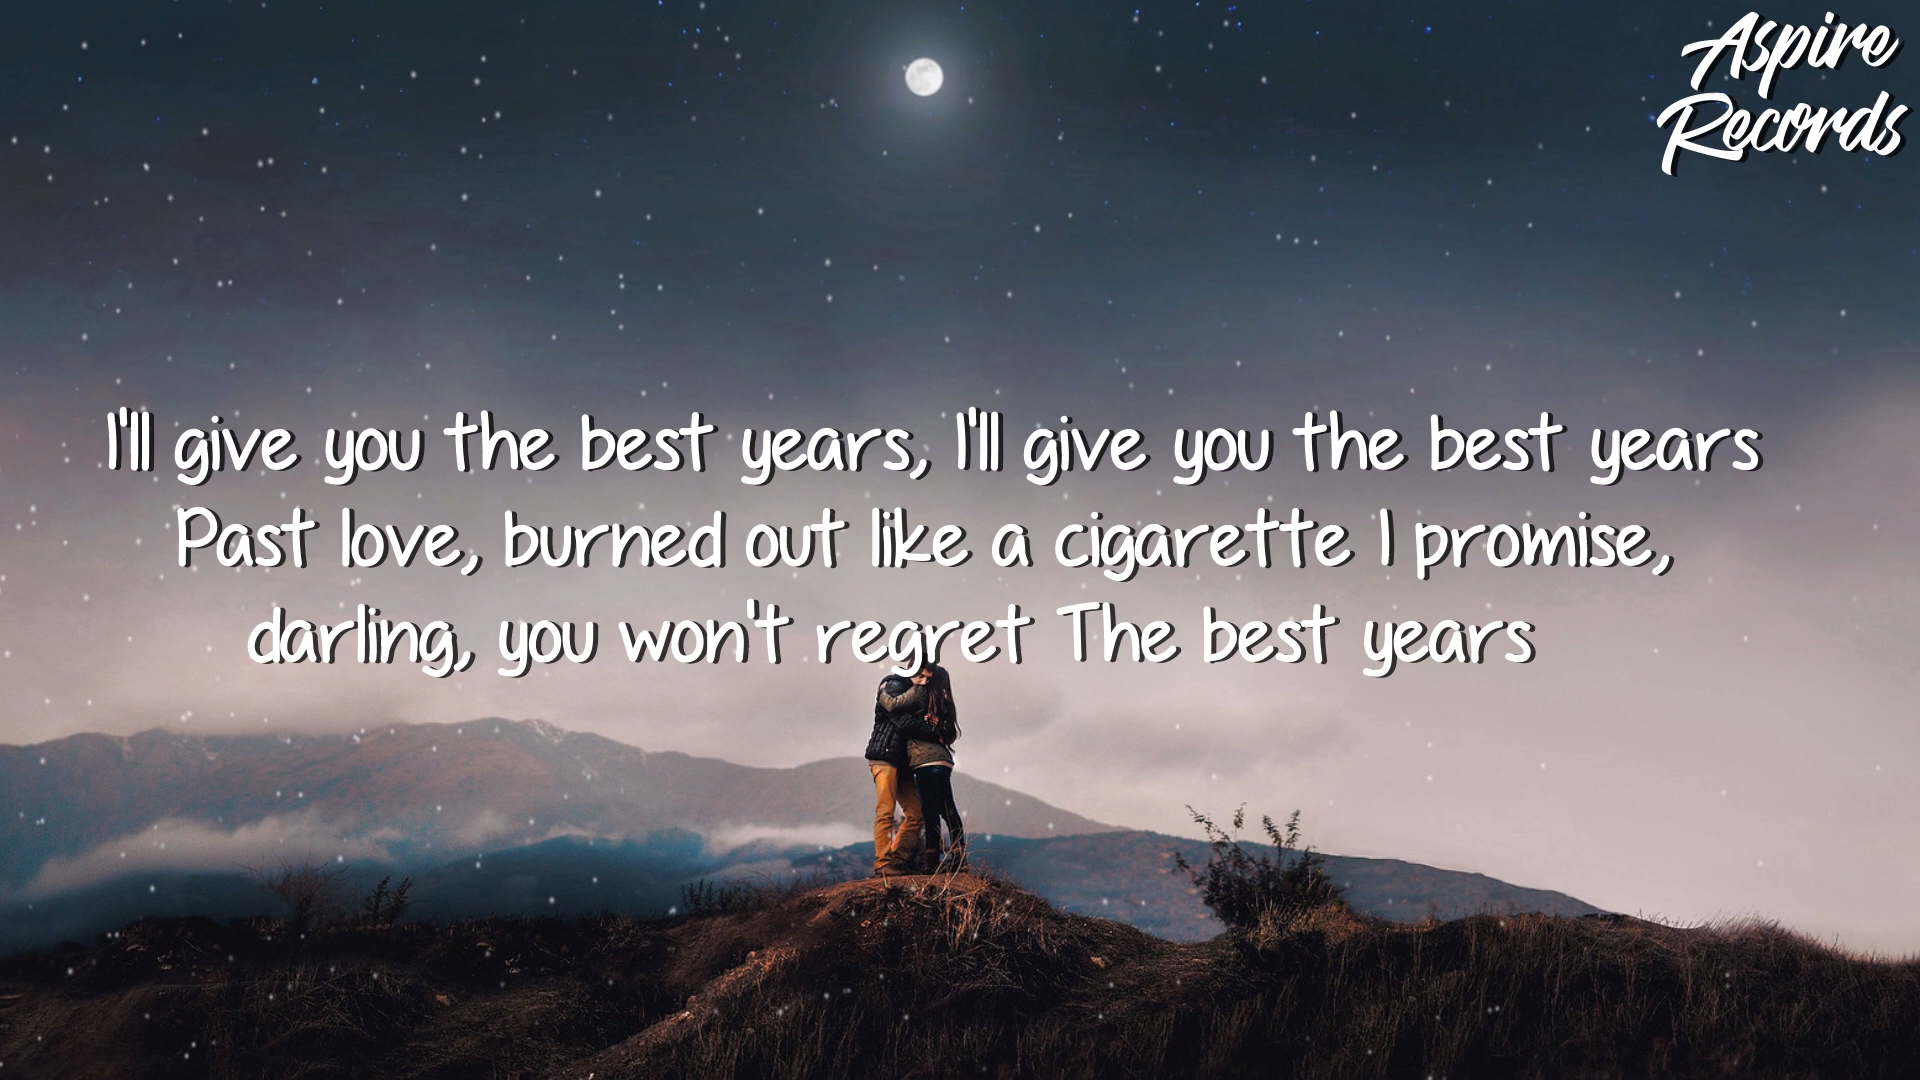 Aspire
Records
I'll give you the best years, I'll give you the best years
Past love, burned out like a cigarette I promise,
darling, you won't regret The best years